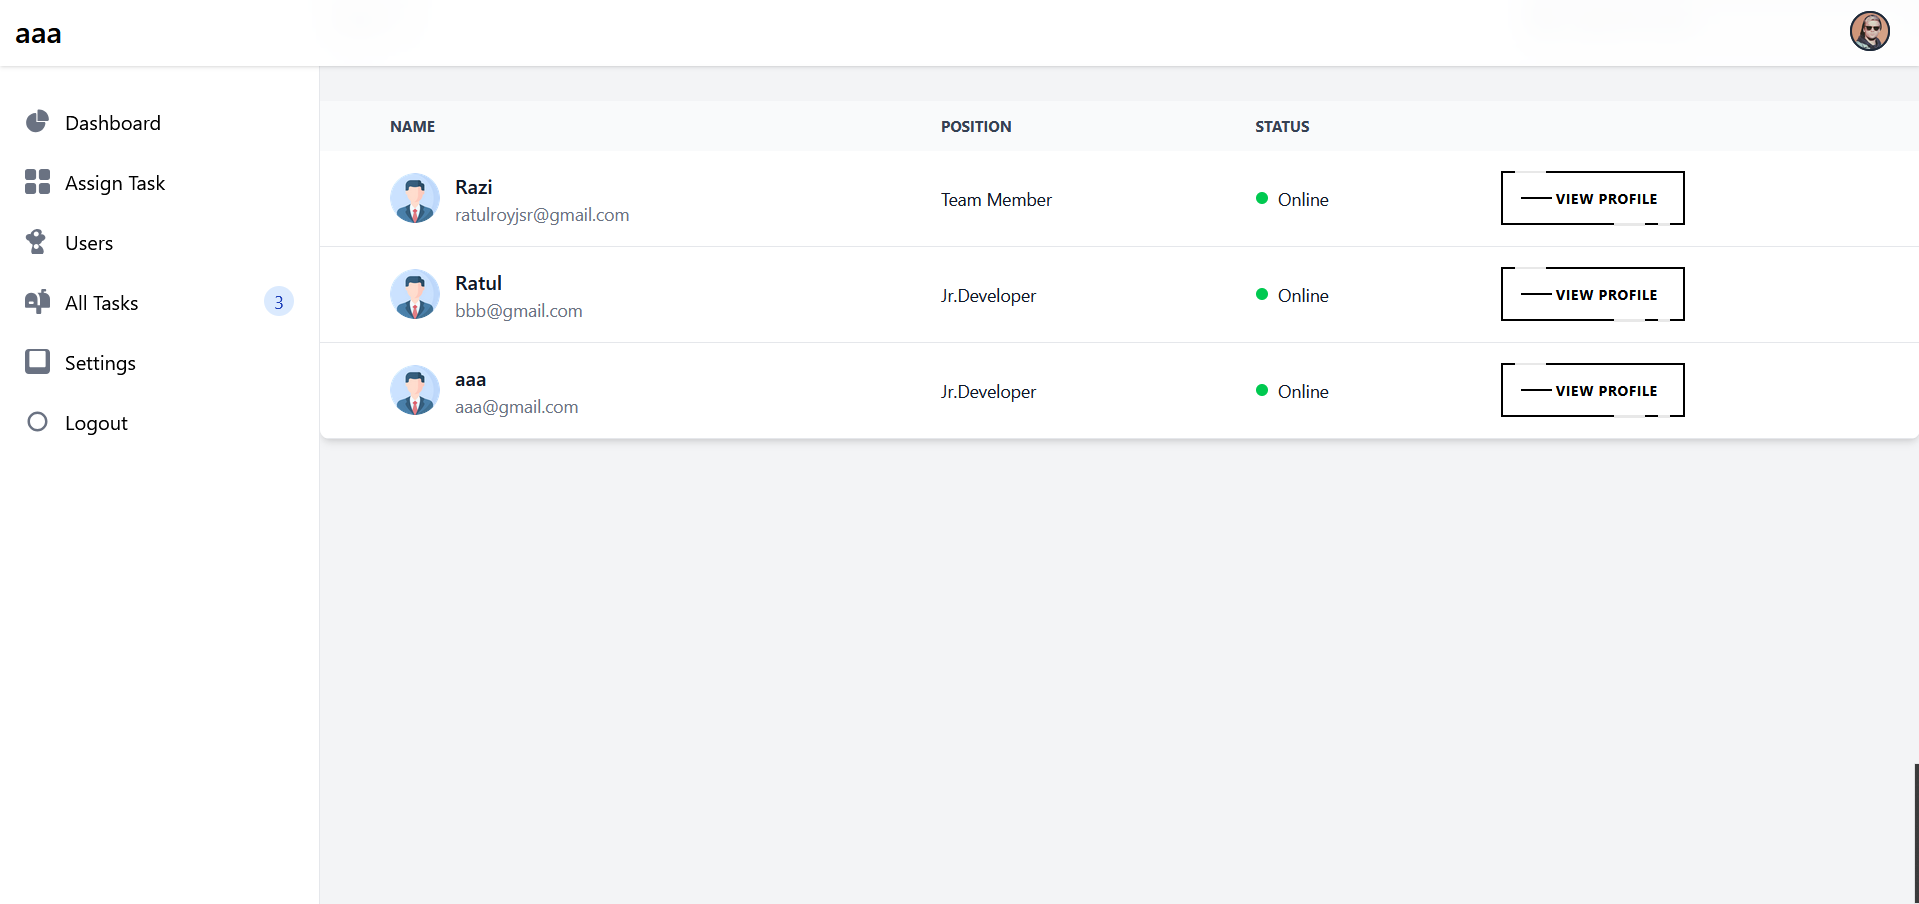 aaa
Dashboard
Assign Task
Users
All Tasks 3
Settings
Logout
NAME POSITION STATUS
Razi
ratulroyjsr@gmail.com
Team Member
Online
VIEW PROFILE
Ratul
bbb@gmail.com
Jr.Developer
Online
VIEW PROFILE
aaa
aaa@gmail.com
Jr.Developer
Online
VIEW PROFILE